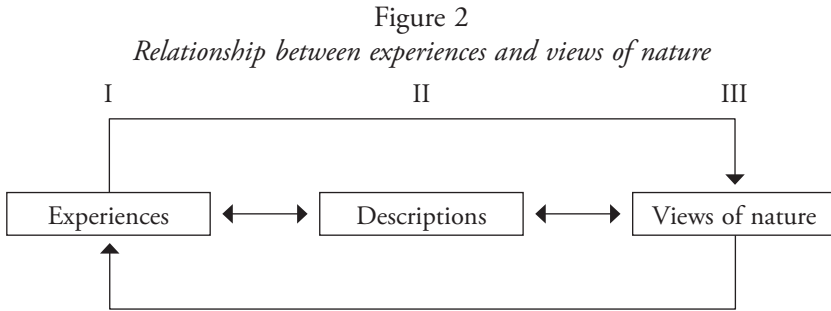 Figure 2
Relationship between experiences and views of nature
I II III
Experiences Descriptions Views of nature